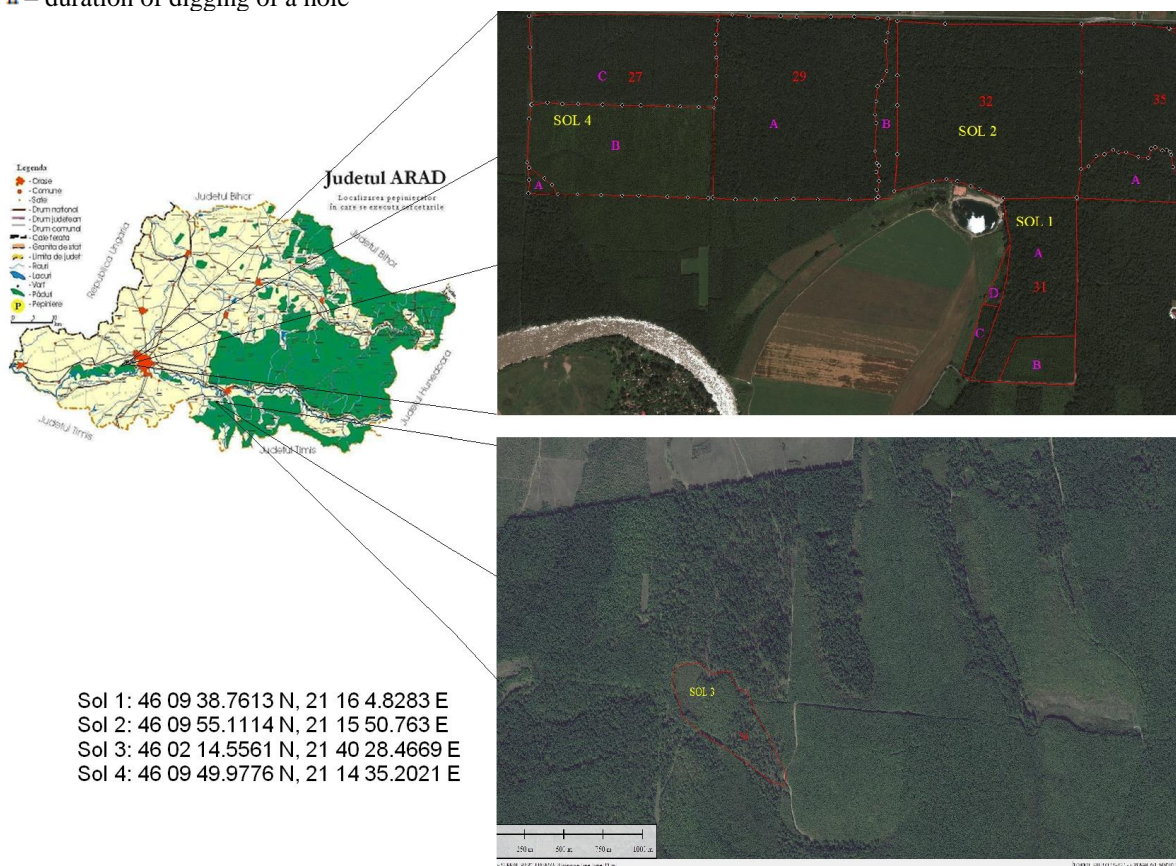 – duration of digging of a hole
Judetul ARAD
Localizarea pepinierelor
în care se executa cercetarile
Legenda
- Orase
- Comune
- Sate
- Drum national
- Drum judetean
- Drum comunal
- Cale ferata
- Granita de stat
- Limita de judet
- Rauri
- Lacuri
- Varf
- Păduri
P - Pepiniere
Judetul Bihor
Judetul Bihor
Republica Ungaria
Judetul Hunedoara
Judetul Timis
Judetul Timis
C 27
29
32
35
SOL 4
B
A
B
SOL 2
A
A
SOL 1
A
31
D
C
B
SOL 3
Sol 1: 46 09 38.7613 N, 21 16 4.8283 E
Sol 2: 46 09 55.1114 N, 21 15 50.763 E
Sol 3: 46 02 14.5561 N, 21 40 28.4669 E
Sol 4: 46 09 49.9776 N, 21 14 35.2021 E
250 m 500 m 750 m 1000 m